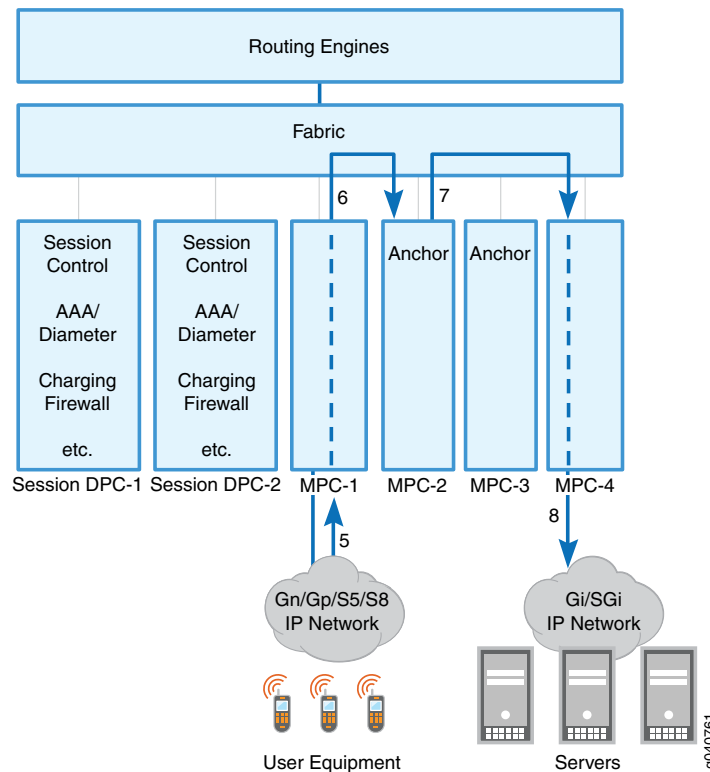 Routing Engines
Fabric
6
7
Session
Control
AAA/
Diameter
Charging
Firewall
etc.
Session
Control
AAA/
Diameter
Charging
Firewall
etc.
Anchor
Anchor
Session DPC-1
Session DPC-2
MPC-1
MPC-2
MPC-3
MPC-4
5
8
Gn/Gp/S5/S8
IP Network
Gi/SGi
IP Network
User Equipment
Servers
g040761